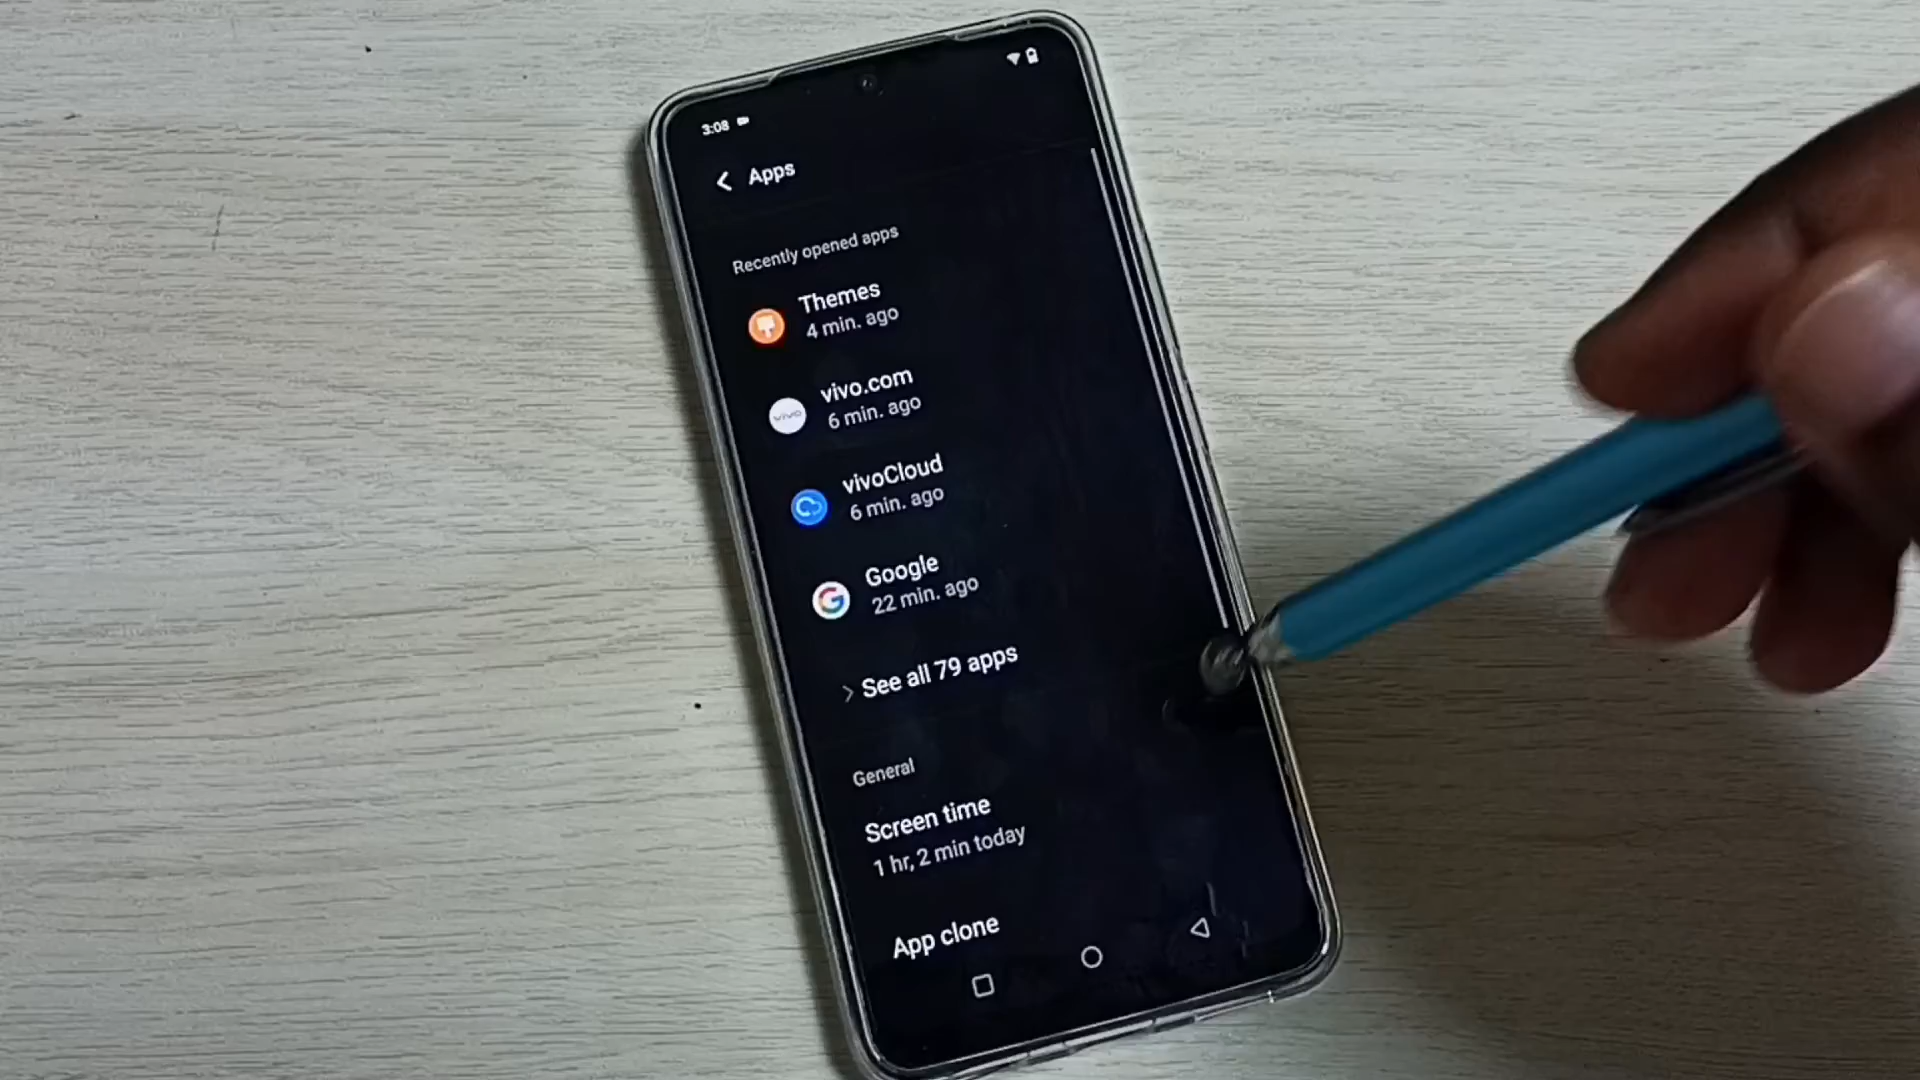 3:08
Apps
Recently opened apps
Themes
4 min. ago
vivo
vivo.com
6 min. ago
vivoCloud
6 min. ago
G
Google
22 min. ago
See all 79 apps
General
Screen time
1 hr, 2 min today
App clone